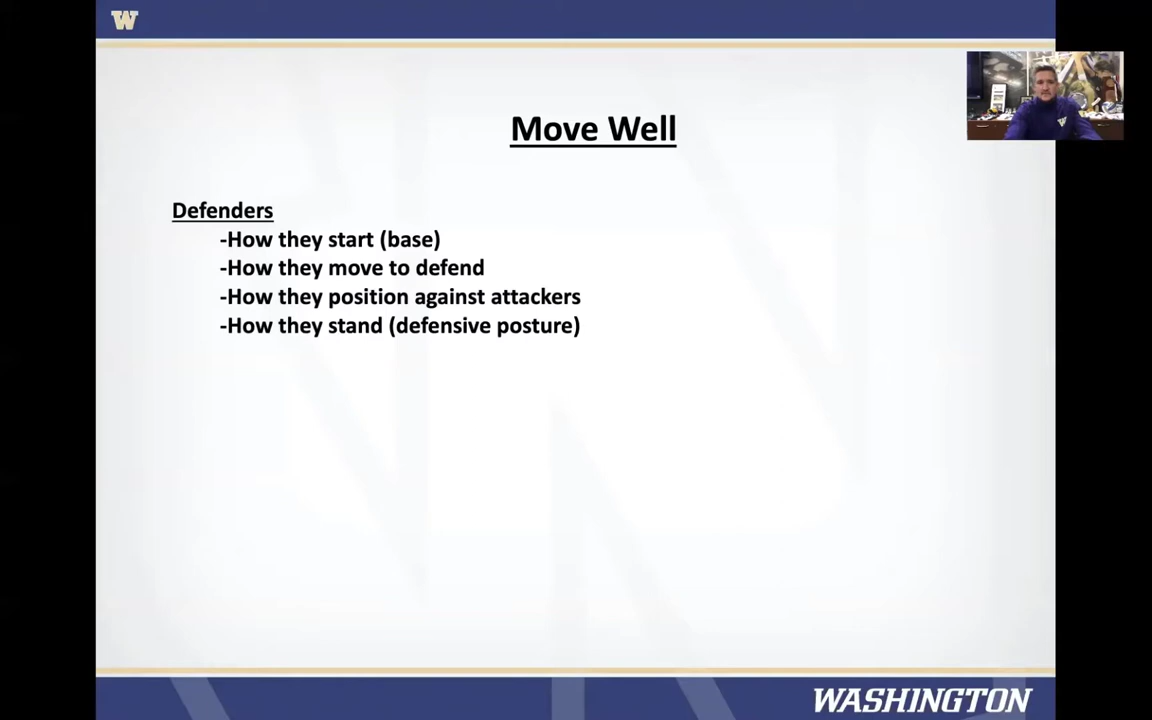 W
Move Well
Defenders
-How they start (base)
-How they move to defend
-How they position against attackers
-How they stand (defensive posture)
WASHINGTON